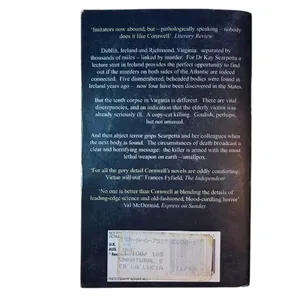 'Imitators now abound, but – pathologically speaking – nobody
does it like Cornwell' Literary Review
Dublin, Ireland and Richmond, Virginia: separated by
thousands of miles – linked by murder. For Dr Kay Scarpetta a
lecture stint in Ireland provides the perfect opportunity to find
out if the murders on both sides of the Atlantic are indeed
connected. Five dismembered, beheaded bodies were found in
Ireland years ago – now four have been discovered in the States.
But the tenth corpse in Virginia is different. There are vital
discrepancies, and an indication that the elderly victim was
already seriously ill. A copy-cat killing. Goulish, perhaps, but
not unusual.
And then abject terror grips Scarpetta and her colleagues when
the next body is found. The circumstances of death broadcast a
clear and horrifying message: the killer is armed with the most
lethal weapon on earth – smallpox.
'For all the gory detail Cornwell's novels are oddly comforting.
Virtue will out' Frances Fyfield, The Independent
'No one is better than Cornwell at blending the details of
leading-edge science and old-fashioned, blood-curdling horror'
Val McDermid, Express on Sunday